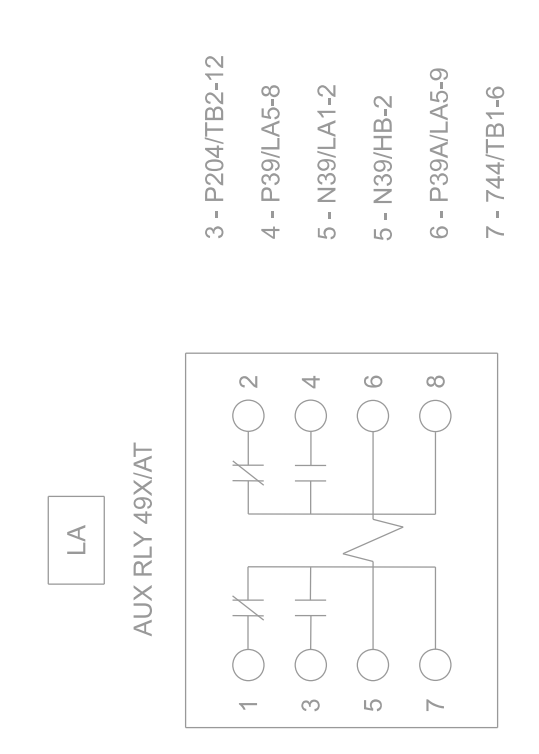 3 - P204/TB2-12
4 - P39/LA5-8
5 - N39/LA1-2
5 - N39/HB-2
6 - P39A/LA5-9
7 - 744/TB1-6
LA
AUX RLY 49X/AT
2
4
6
8
1
3
5
7